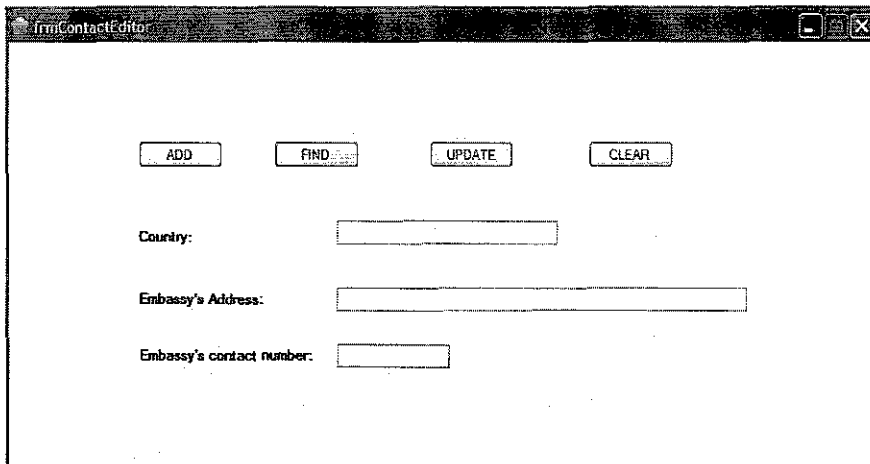 frmContactEditor
ADD FIND UPDATE CLEAR
Country:
Embassy's Address:
Embassy's contact number: